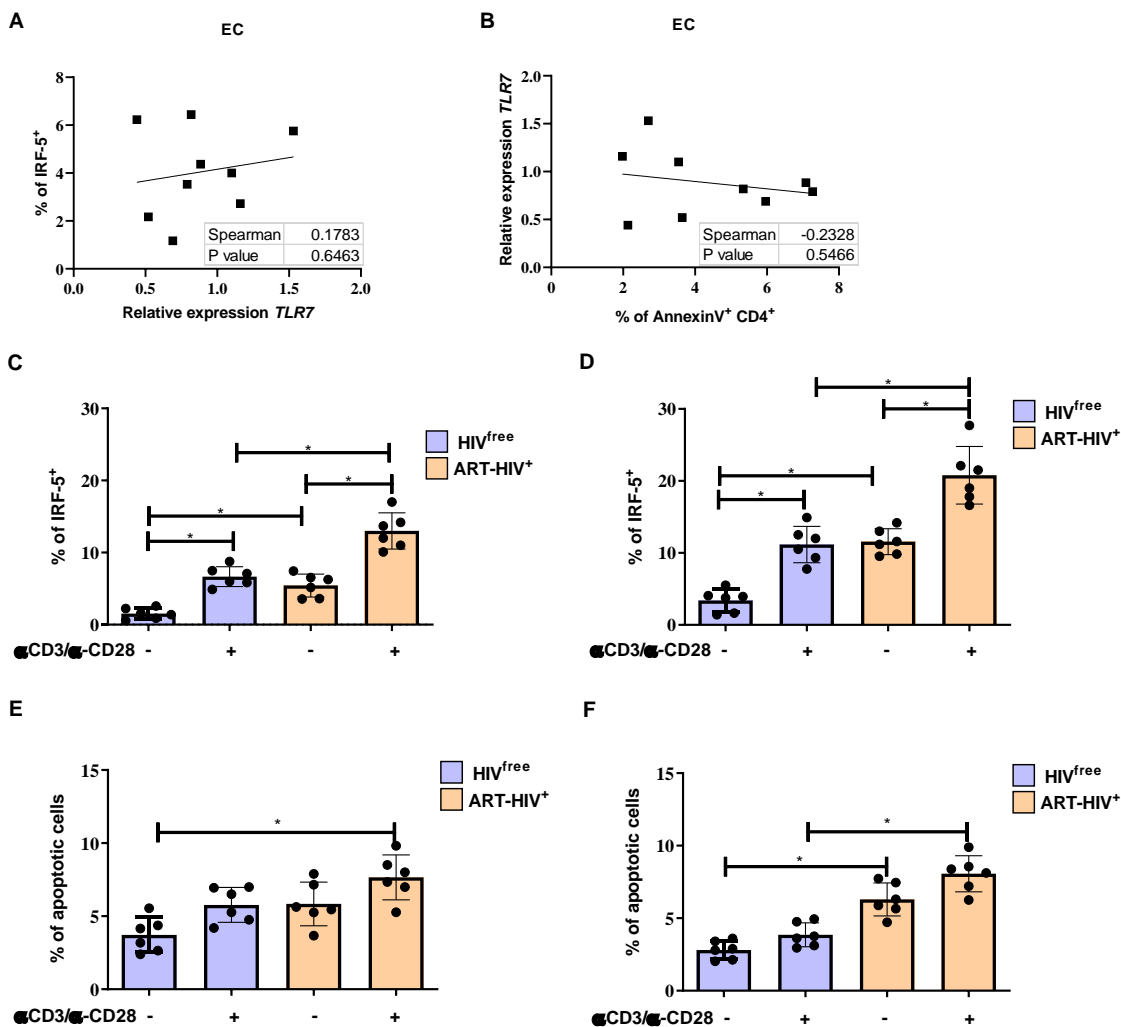 A
EC
8
6
4
2
0
% of IRF-5⁺
Spearman 0.1783
P value 0.6463
0.0 0.5 1.0 1.5 2.0
Relative expression TLR7
B
EC
2.0
1.5
1.0
0.5
0.0
Relative expression TLR7
Spearman -0.2328
P value 0.5466
0 2 4 6 8
% of AnnexinV⁺ CD4⁺
C
30
20
10
0
% of IRF-5⁺
* * * *
HIVfree
ART-HIV⁺
αCD3/α-CD28 - + - +
D
30
20
10
0
% of IRF-5⁺
* * * *
HIVfree
ART-HIV⁺
αCD3/α-CD28 - + - +
E
15
10
5
0
% of apoptotic cells
*
HIVfree
ART-HIV⁺
αCD3/α-CD28 - + - +
F
15
10
5
0
% of apoptotic cells
* *
HIVfree
ART-HIV⁺
αCD3/α-CD28 - + - +